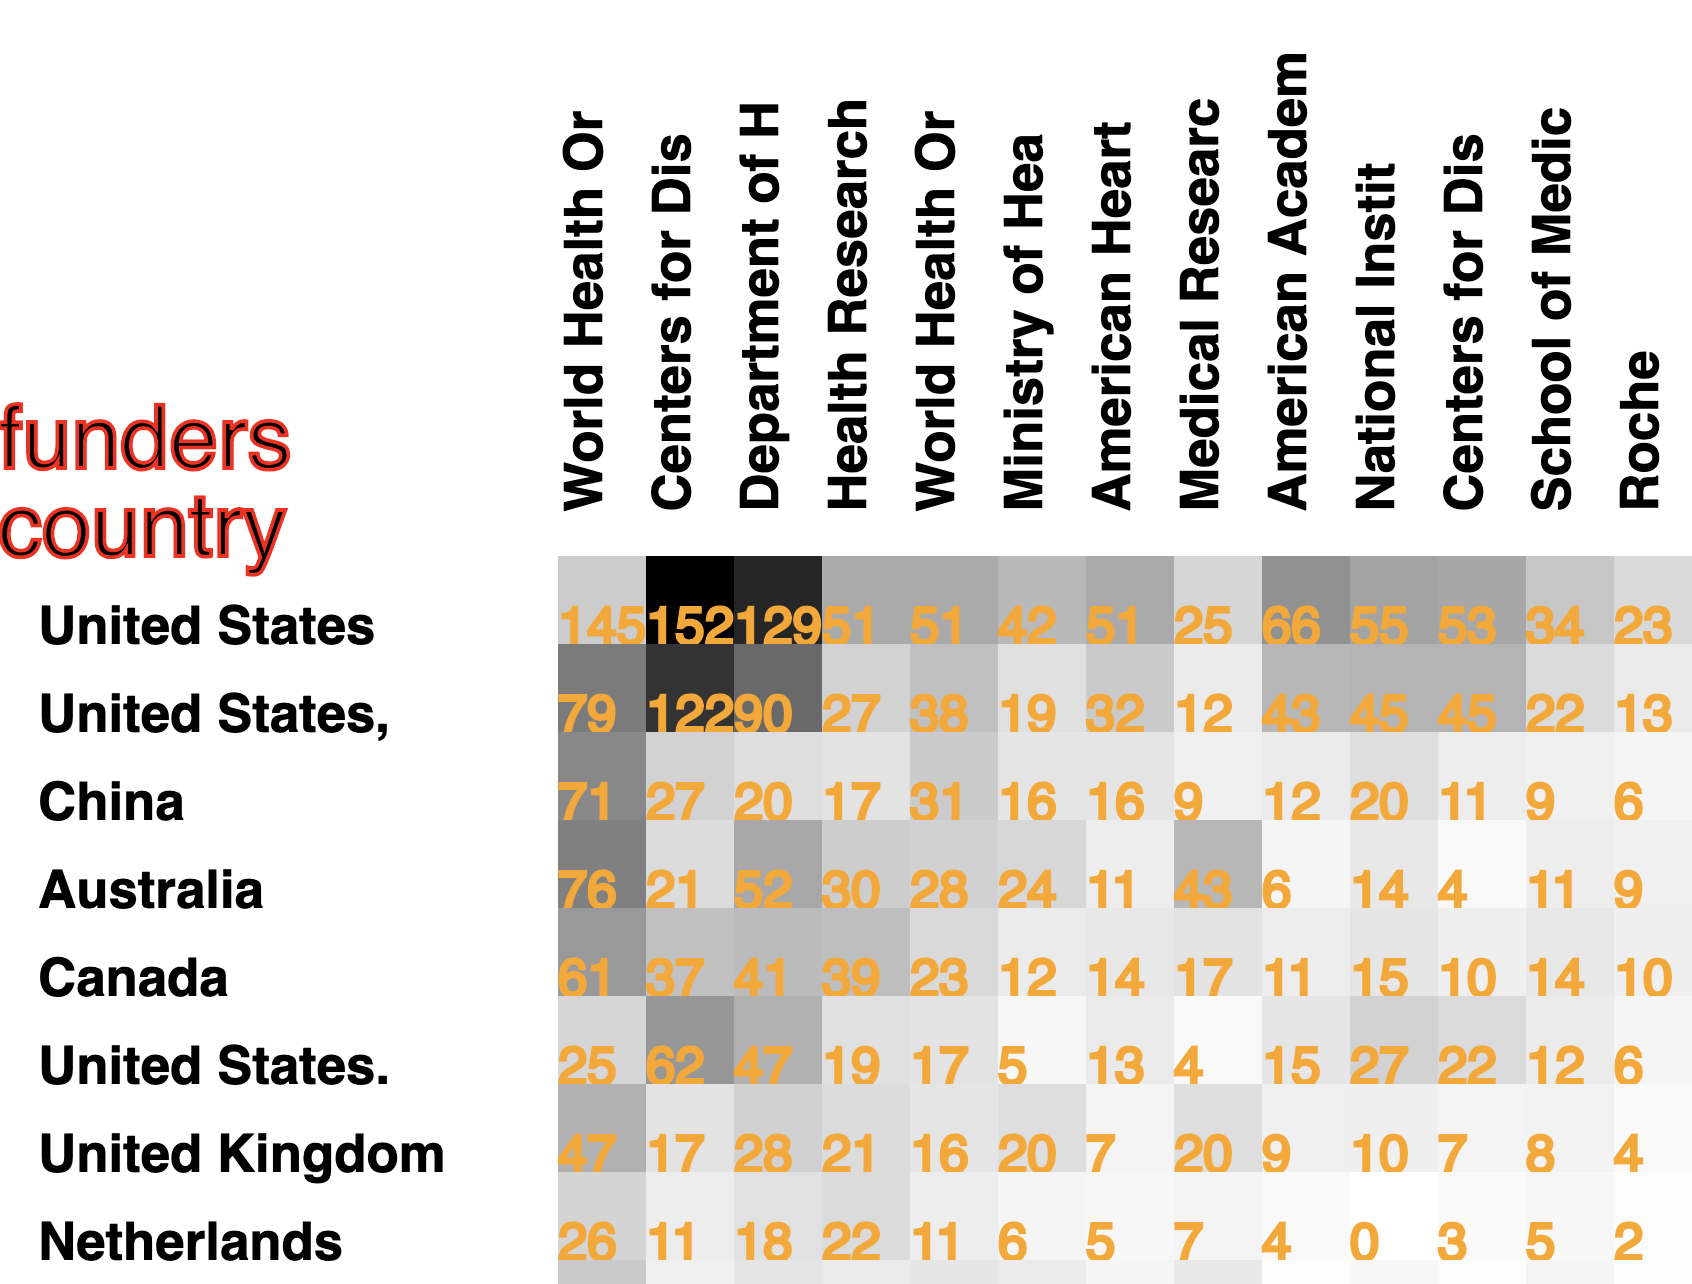 World Health Or
Centers for Dis
Department of H
Health Research
World Health Or
Ministry of Hea
American Heart
Medical Researc
American Academ
National Instit
Centers for Dis
School of Medic
Roche
funders
country
United States 145 152 129 51 51 42 51 25 66 55 53 34 23
United States, 79 122 90 27 38 19 32 12 43 45 45 22 13
China 71 27 20 17 31 16 16 9 12 20 11 9 6
Australia 76 21 52 30 28 24 11 43 6 14 4 11 9
Canada 61 37 41 39 23 12 14 17 11 15 10 14 10
United States. 25 62 47 19 17 5 13 4 15 27 22 12 6
United Kingdom 47 17 28 21 16 20 7 20 9 10 7 8 4
Netherlands 26 11 18 22 11 6 5 7 4 0 3 5 2